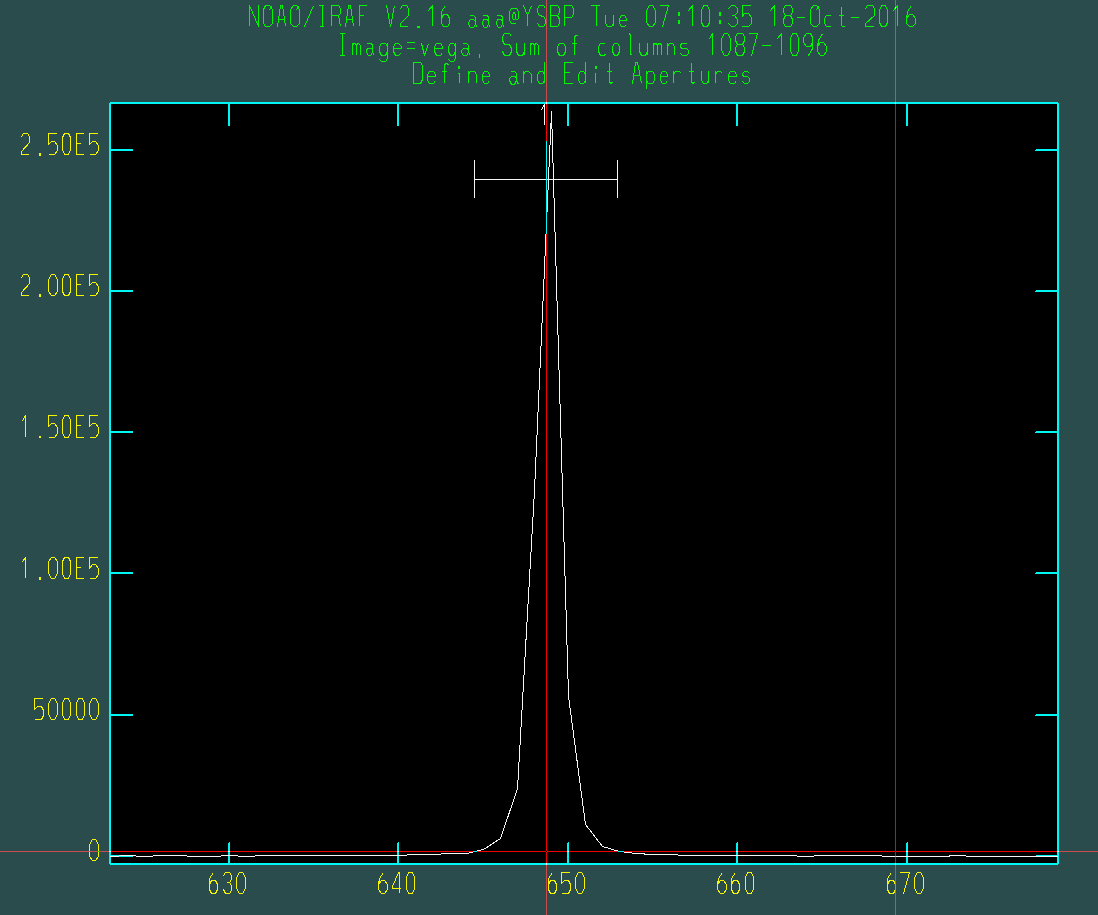 NOAO/IRAF V2.16 aaa@YSBP Tue 07:10:35 18-Oct-2016
Image=vega, Sum of columns 1087-1096
Define and Edit Apertures
2.50E5
2.00E5
1.50E5
1.00E5
50000
0
630 640 650 660 670